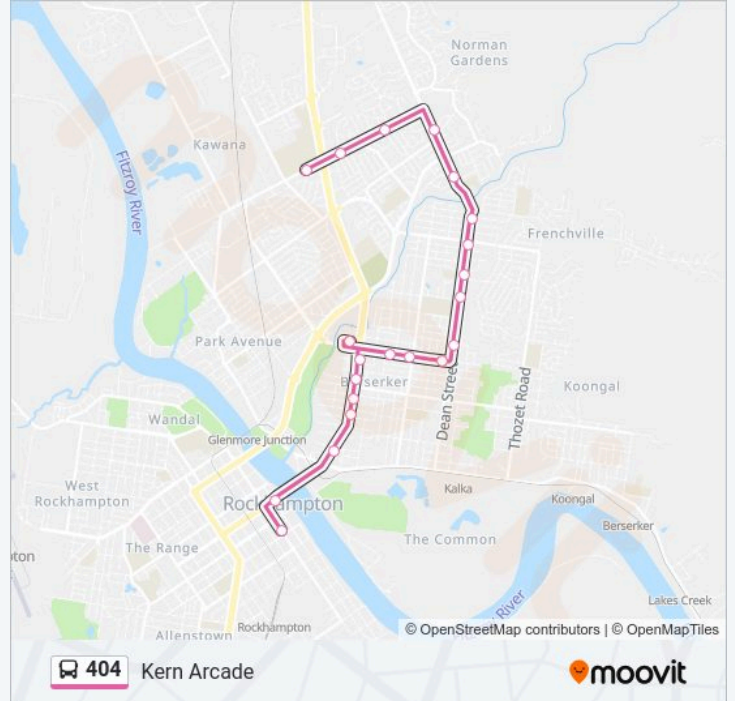 Norman
Gardens
Kawana
Fitzroy River
Frenchville
Park Avenue
Berserker
Koongal
Dean Street
Thozet Road
Wandal
Glenmore Junction
West
Rockhampton
Kalka
Koongal
Rockhampton
Berserker
The Range
The Common
ton
River
Lakes Creek
Allenstown
Rockhampton
© OpenStreetMap contributors | © OpenMapTiles
404 Kern Arcade
moovit